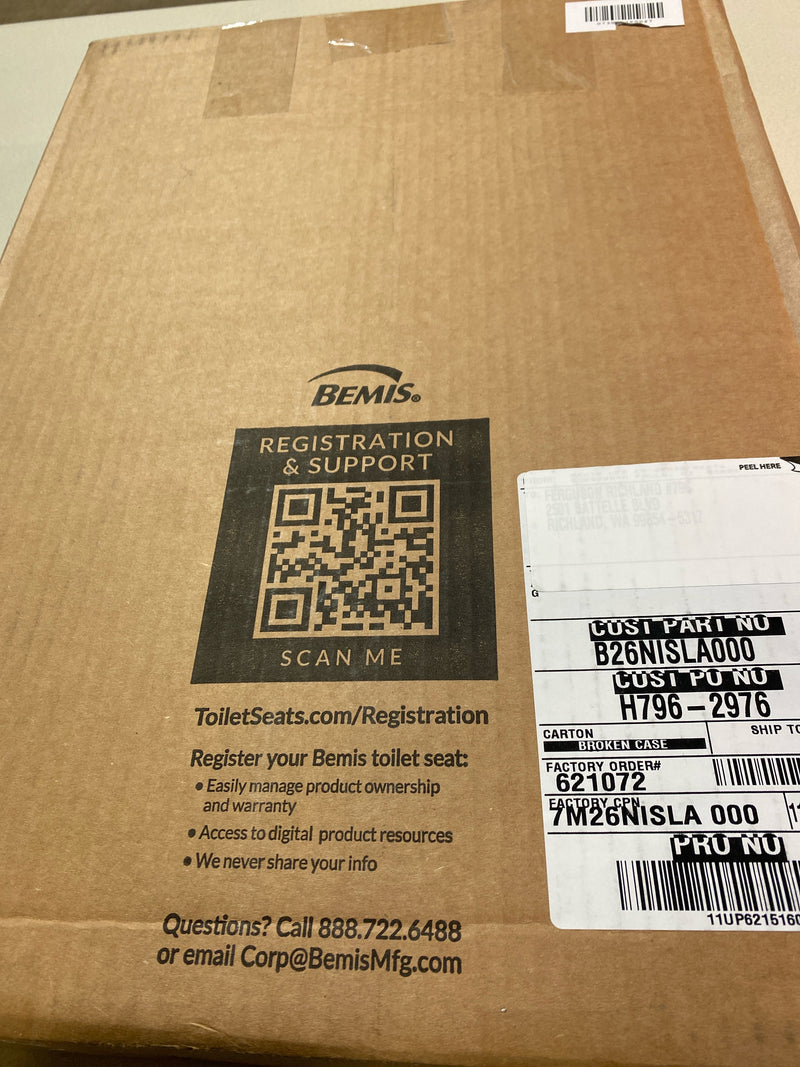 BEMIS®
REGISTRATION
& SUPPORT
SCAN ME
ToiletSeats.com/Registration
Register your Bemis toilet seat:
• Easily manage product ownership
and warranty
• Access to digital product resources
• We never share your info
Questions? Call 888.722.6488
or email Corp@BemisMfg.com
PEEL HERE
FERGUSON RICHLAND
BATTELLE BLVD
RICHLAND, WA
G
CUST PART NO
B26NISLA000
CUST PO NO
H796-2976
CARTON
BROKEN CASE
SHIP TO
FACTORY ORDER#
621072
FACTORY CPN
7M26NISLA 000
PRO NO
11UP6215160